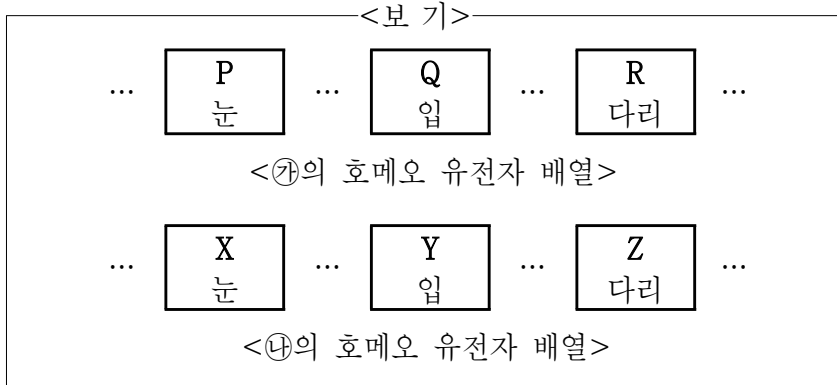 <보 기>
... P ... Q ... R ...
눈 입 다리
<㉮의 호메오 유전자 배열>
... X ... Y ... Z ...
눈 입 다리
<㉯의 호메오 유전자 배열>